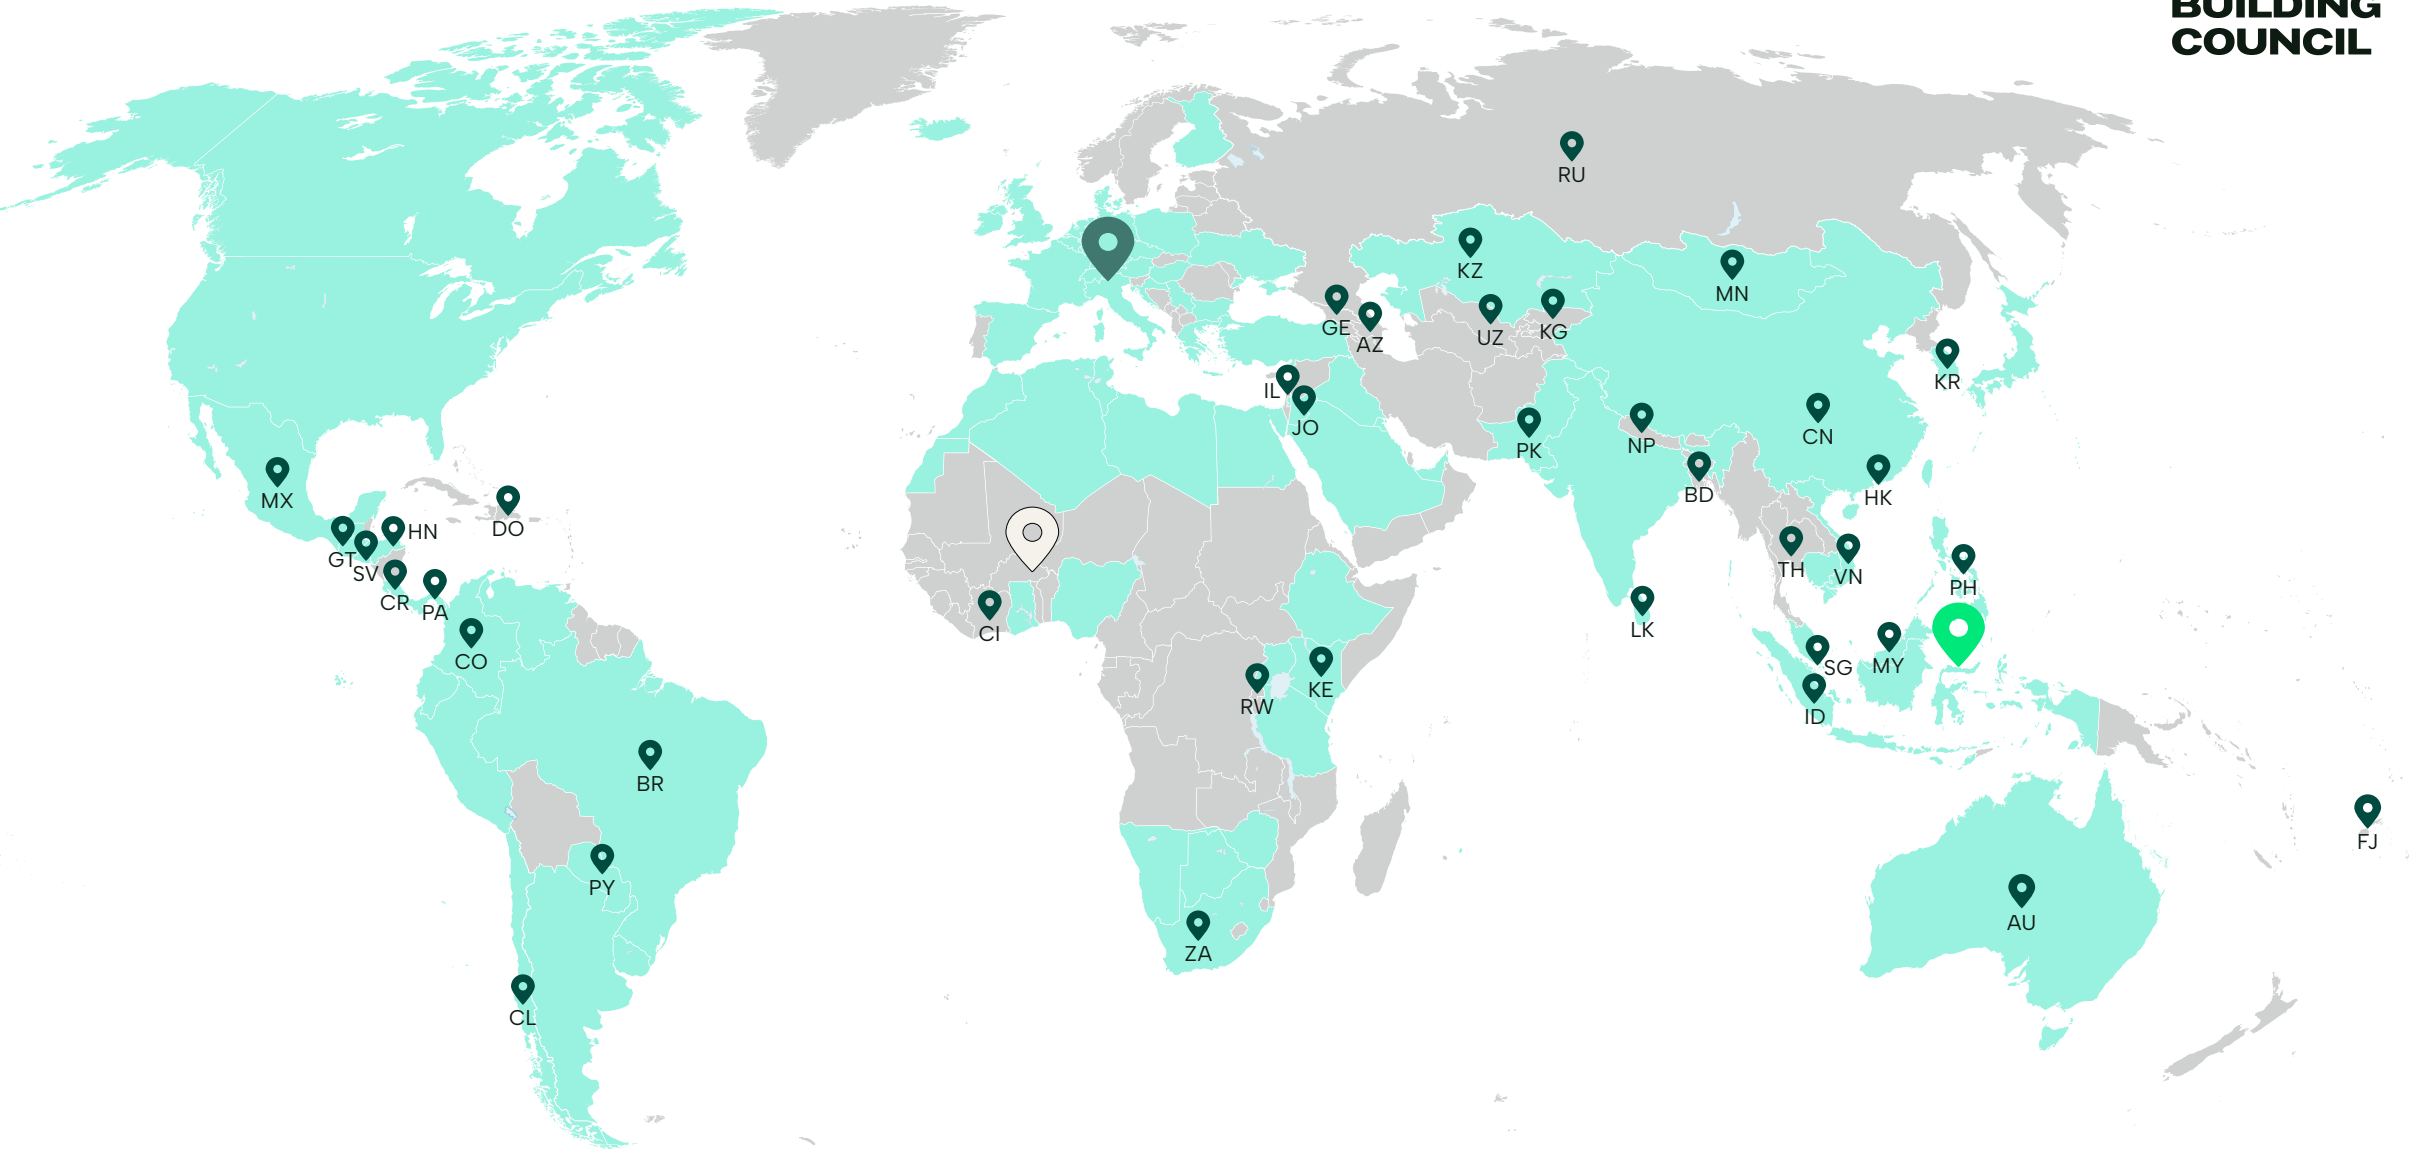 BUILDING
COUNCIL
RU
KZ
MN
GE
AZ
UZ
KG
IL
JO
KR
PK
NP
CN
BD
HK
MX
DO
GT
HN
SV
CR
PA
TH
VN
PH
CI
CO
LK
SG
MY
RW
KE
ID
BR
FJ
PY
AU
ZA
CL